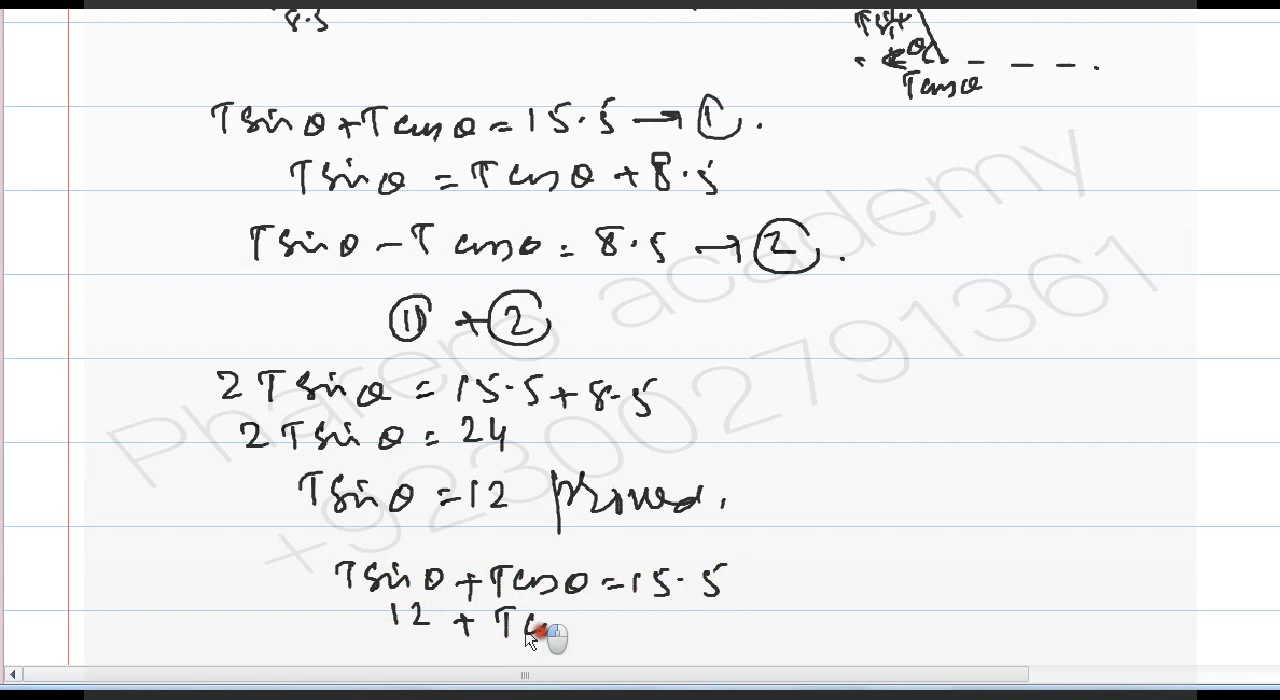 8.5
T sin
θ
T cos θ
T sin θ + T cos θ = 15.5 → ①.
T sin θ = T cos θ + 8.5
T sin θ - T cos θ = 8.5 → ②.
① + ②
2 T sin θ = 15.5 + 8.5
2 T sin θ = 24
T sin θ = 12 proved.
T sin θ + T cos θ = 15.5
12 + T c
Pharero academy
+923002791361